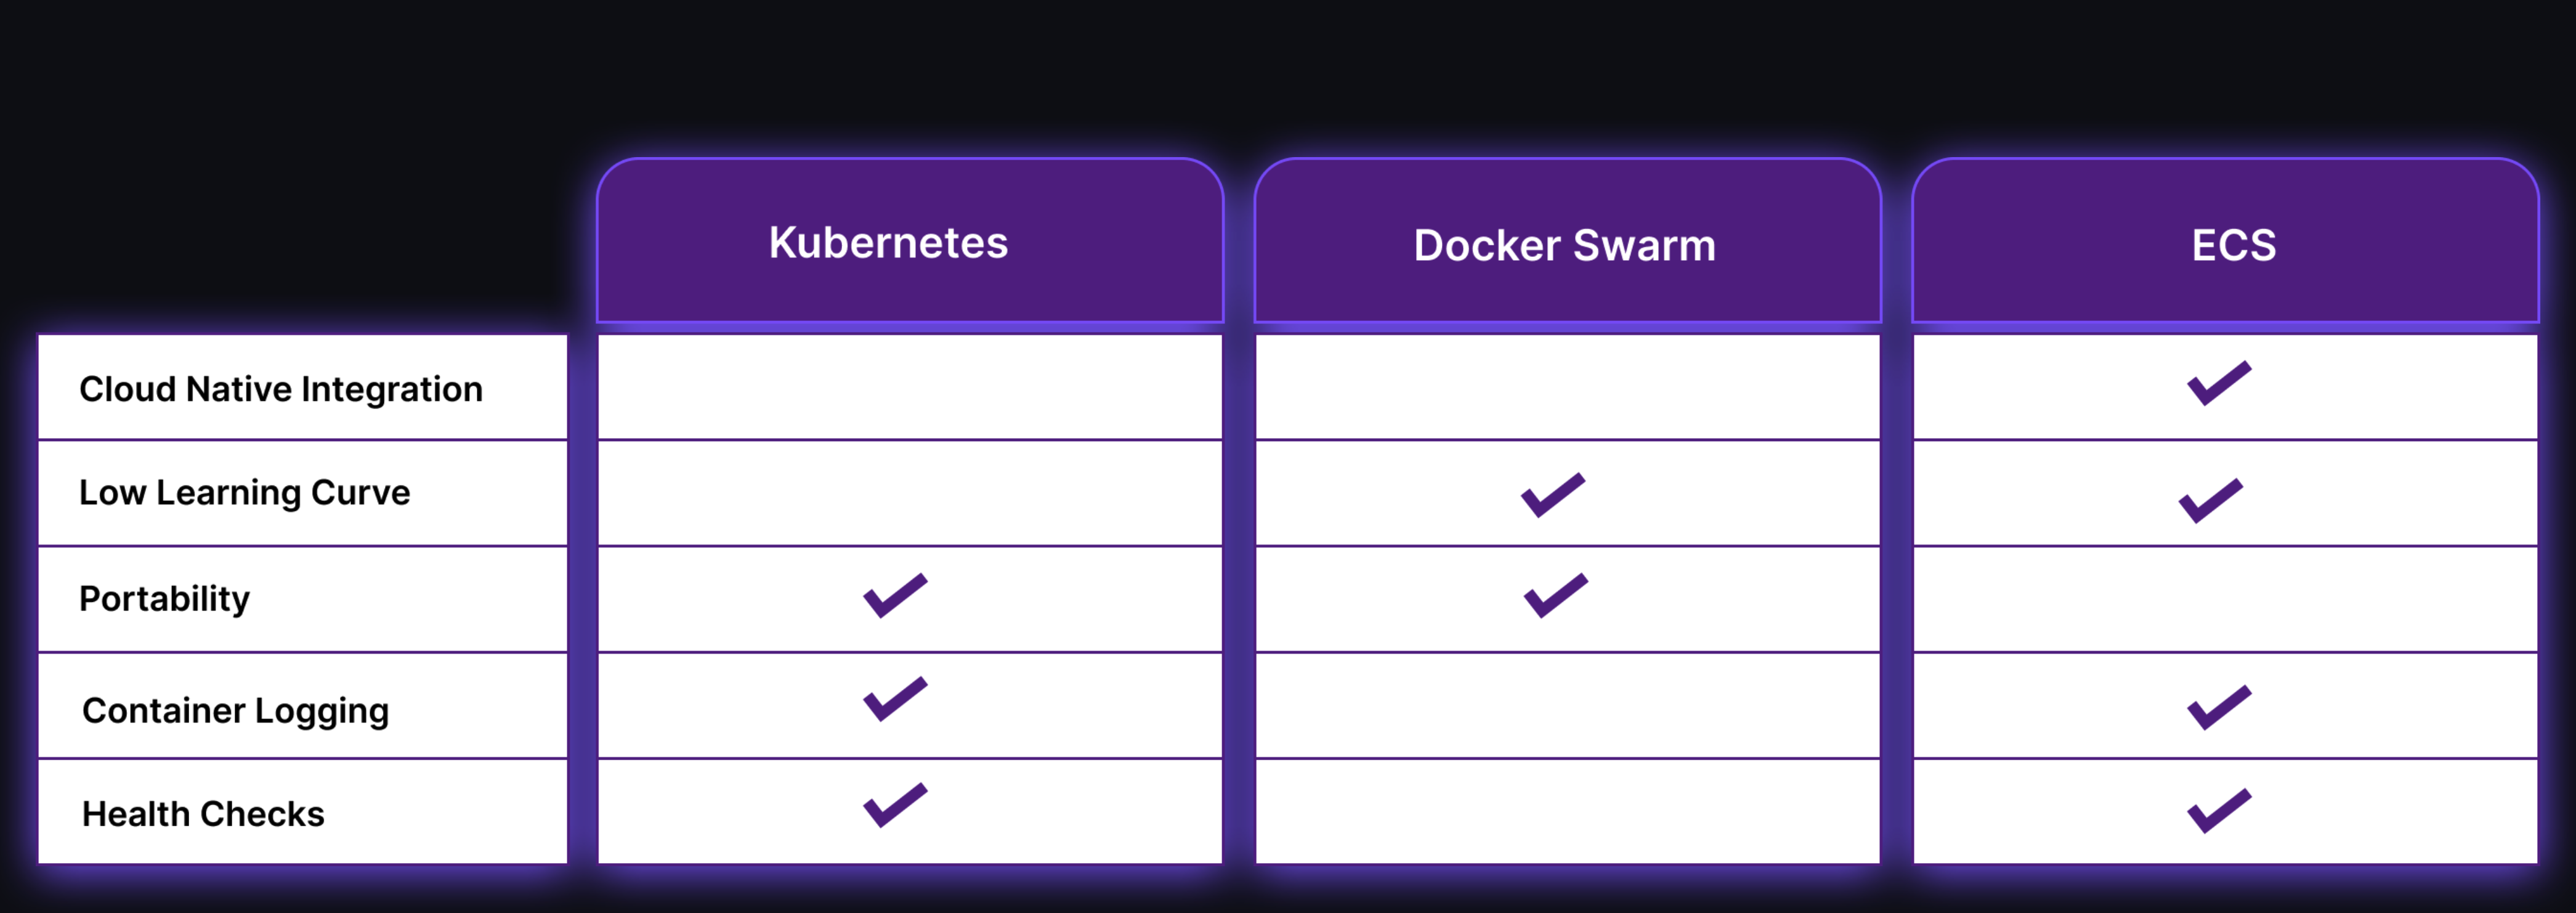 Kubernetes
Docker Swarm
ECS
Cloud Native Integration
Low Learning Curve
Portability
Container Logging
Health Checks